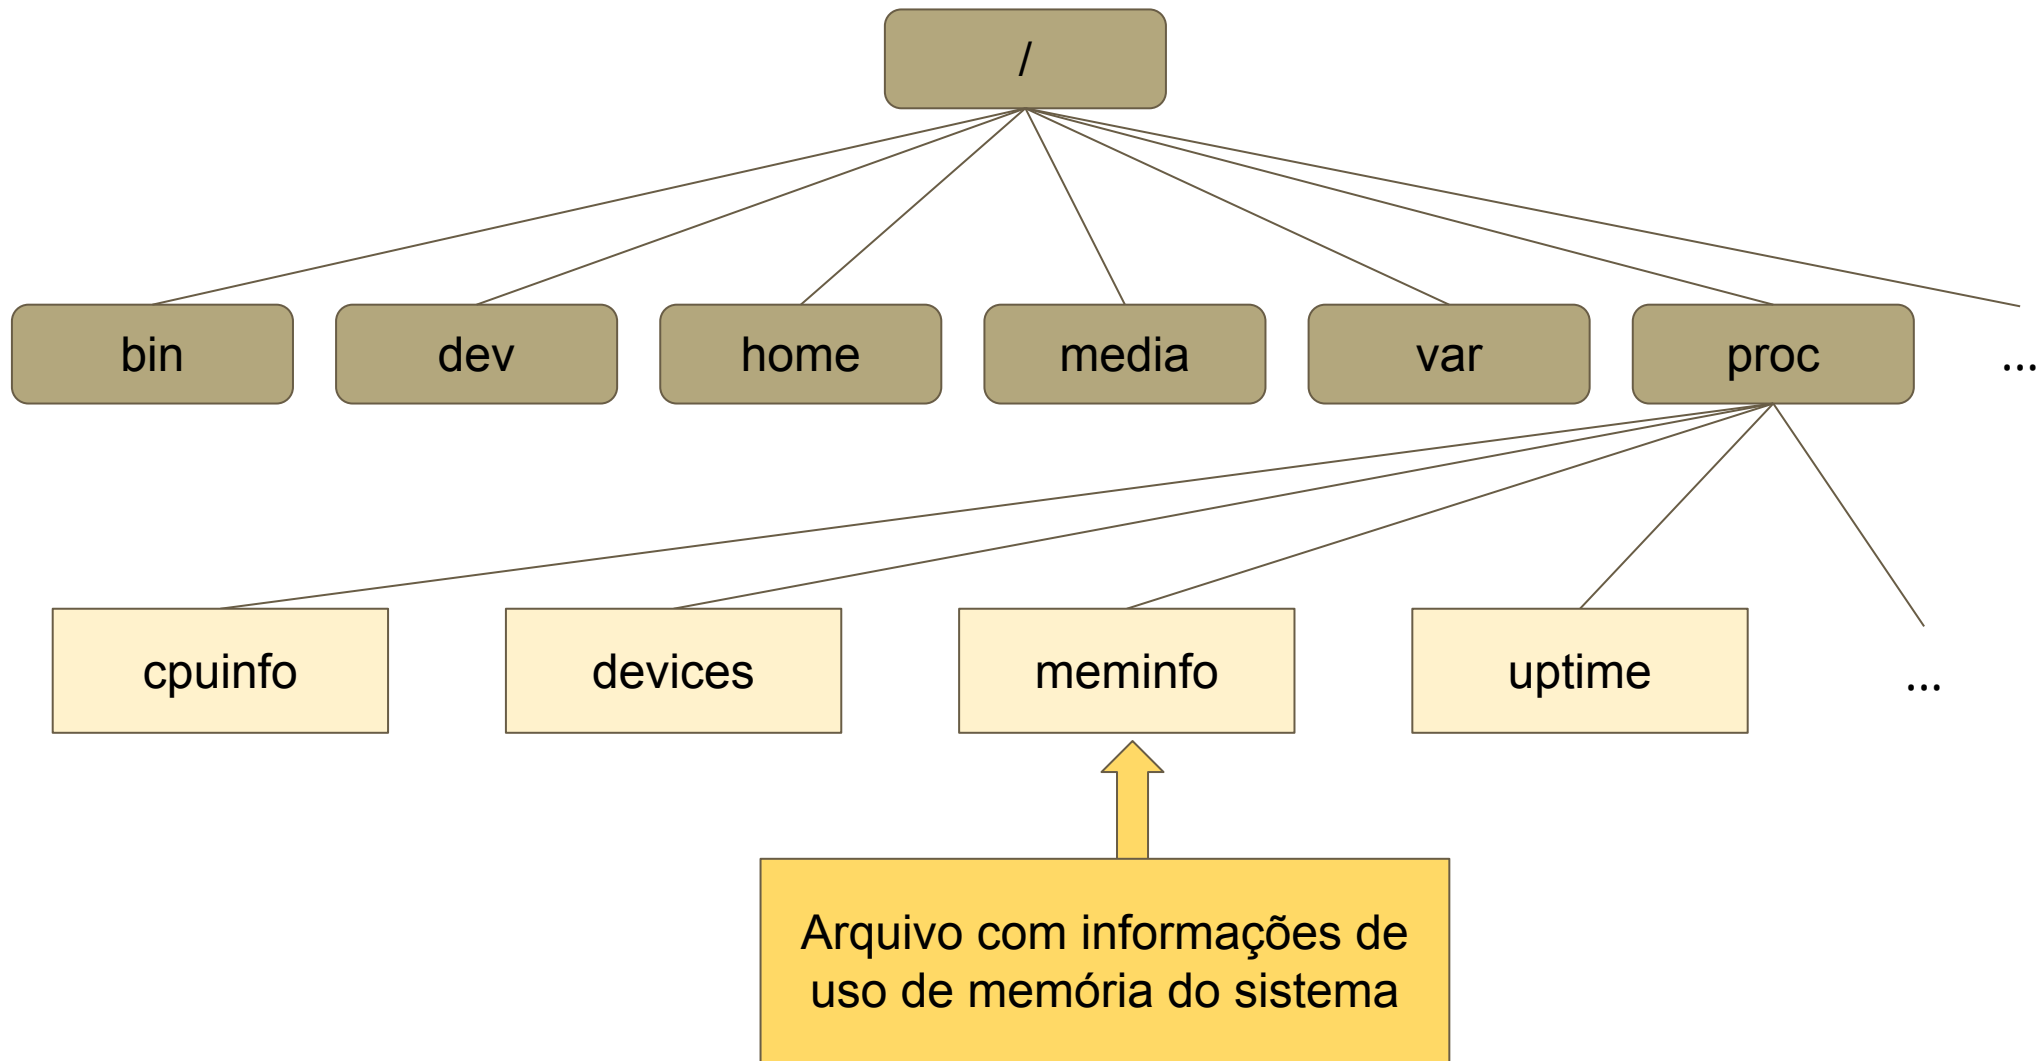 /
bin
dev
home
media
var
proc
...
cpuinfo
devices
meminfo
uptime
...
Arquivo com informações de
uso de memória do sistema